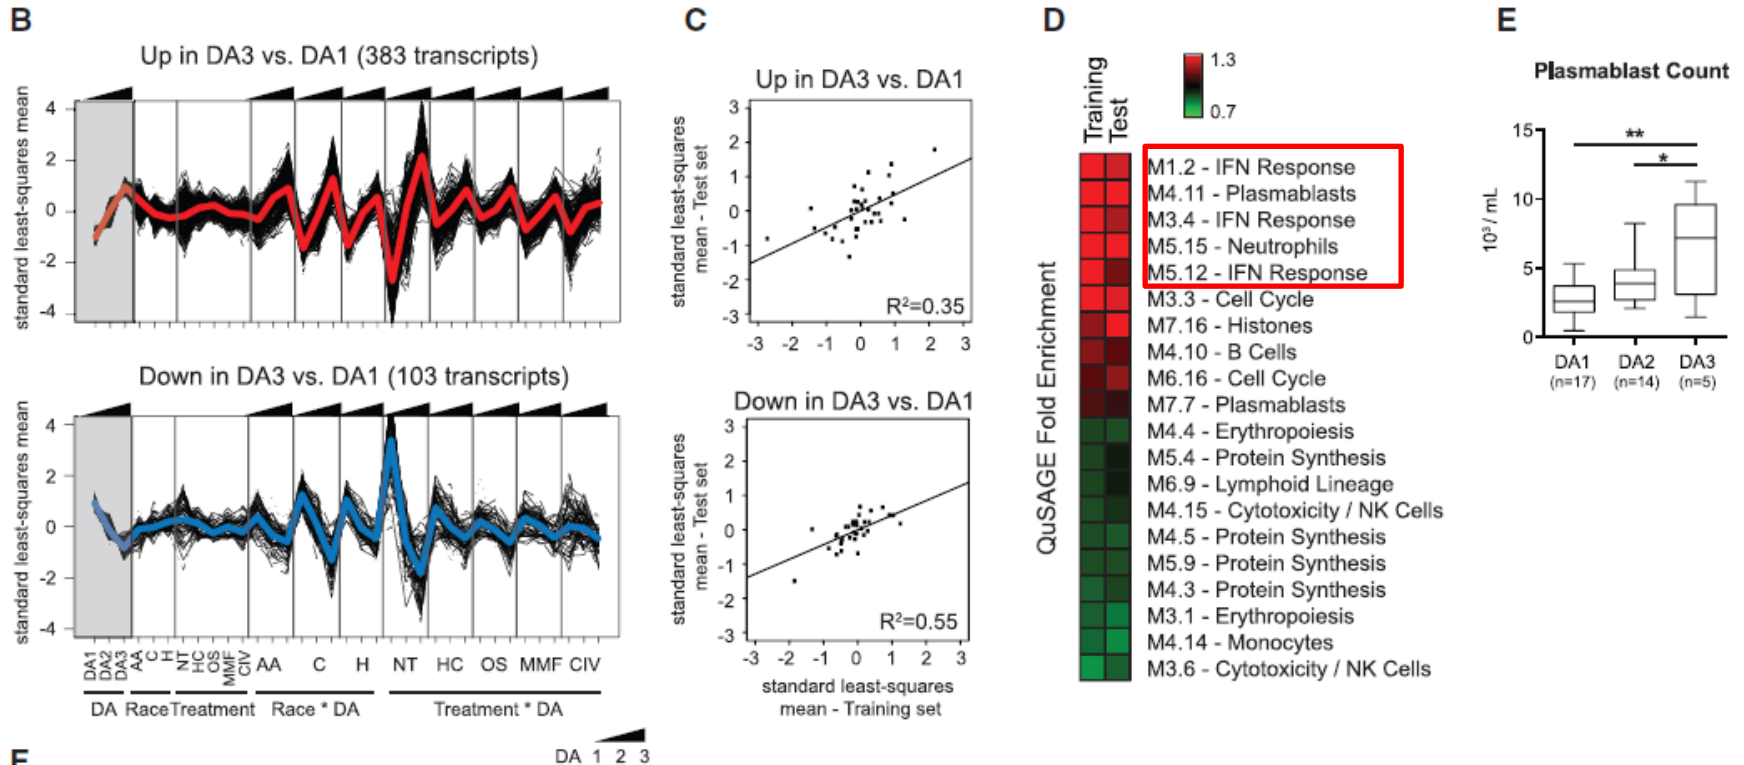 B
Up in DA3 vs. DA1 (383 transcripts)
standard least-squares mean
4
2
0
-2
-4
Down in DA3 vs. DA1 (103 transcripts)
standard least-squares mean
4
2
0
-2
-4
DA1 DA2 DA3 AA C H NT HC OS MMF CIV AA C H NT HC OS MMF CIV
DA Race Treatment Race * DA Treatment * DA
DA 1 2 3
C
Up in DA3 vs. DA1
standard least-squares
mean - Test set
3
2
1
0
-1
-2
-3
R²=0.35
-3 -2 -1 0 1 2 3
Down in DA3 vs. DA1
standard least-squares
mean - Test set
3
2
1
0
-1
-2
-3
R²=0.55
-3 -2 -1 0 1 2 3
standard least-squares
mean - Training set
D
1.3
0.7
Training
Test
QuSAGE Fold Enrichment
M1.2 - IFN Response
M4.11 - Plasmablasts
M3.4 - IFN Response
M5.15 - Neutrophils
M5.12 - IFN Response
M3.3 - Cell Cycle
M7.16 - Histones
M4.10 - B Cells
M6.16 - Cell Cycle
M7.7 - Plasmablasts
M4.4 - Erythropoiesis
M5.4 - Protein Synthesis
M6.9 - Lymphoid Lineage
M4.15 - Cytotoxicity / NK Cells
M4.5 - Protein Synthesis
M5.9 - Protein Synthesis
M4.3 - Protein Synthesis
M3.1 - Erythropoiesis
M4.14 - Monocytes
M3.6 - Cytotoxicity / NK Cells
E
Plasmablast Count
10³ / mL
15
10
5
0
**
*
DA1 DA2 DA3
(n=17) (n=14) (n=5)